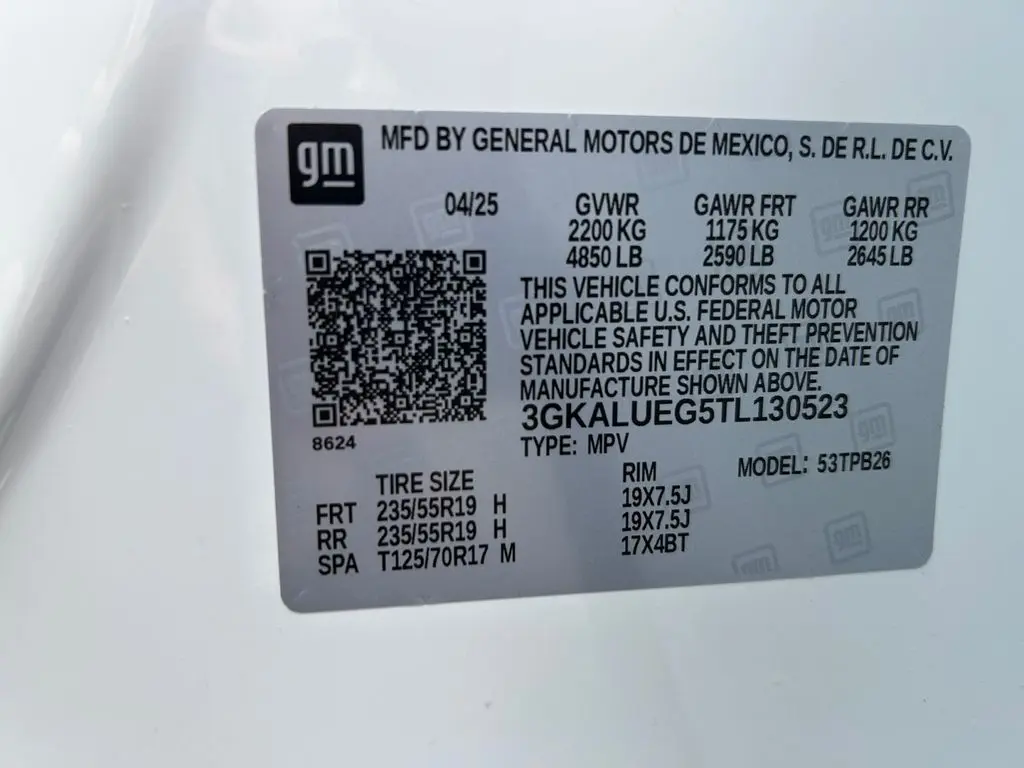 gm MFD BY GENERAL MOTORS DE MEXICO, S. DE R.L. DE C.V.
04/25 GVWR GAWR FRT GAWR RR
2200 KG 1175 KG 1200 KG
4850 LB 2590 LB 2645 LB
THIS VEHICLE CONFORMS TO ALL
APPLICABLE U.S. FEDERAL MOTOR
VEHICLE SAFETY AND THEFT PREVENTION
STANDARDS IN EFFECT ON THE DATE OF
MANUFACTURE SHOWN ABOVE.
3GKALUEG5TL130523
8624
TYPE: MPV MODEL: 53TPB26
TIRE SIZE RIM
FRT 235/55R19 H 19X7.5J
RR 235/55R19 H 19X7.5J
SPA T125/70R17 M 17X4BT